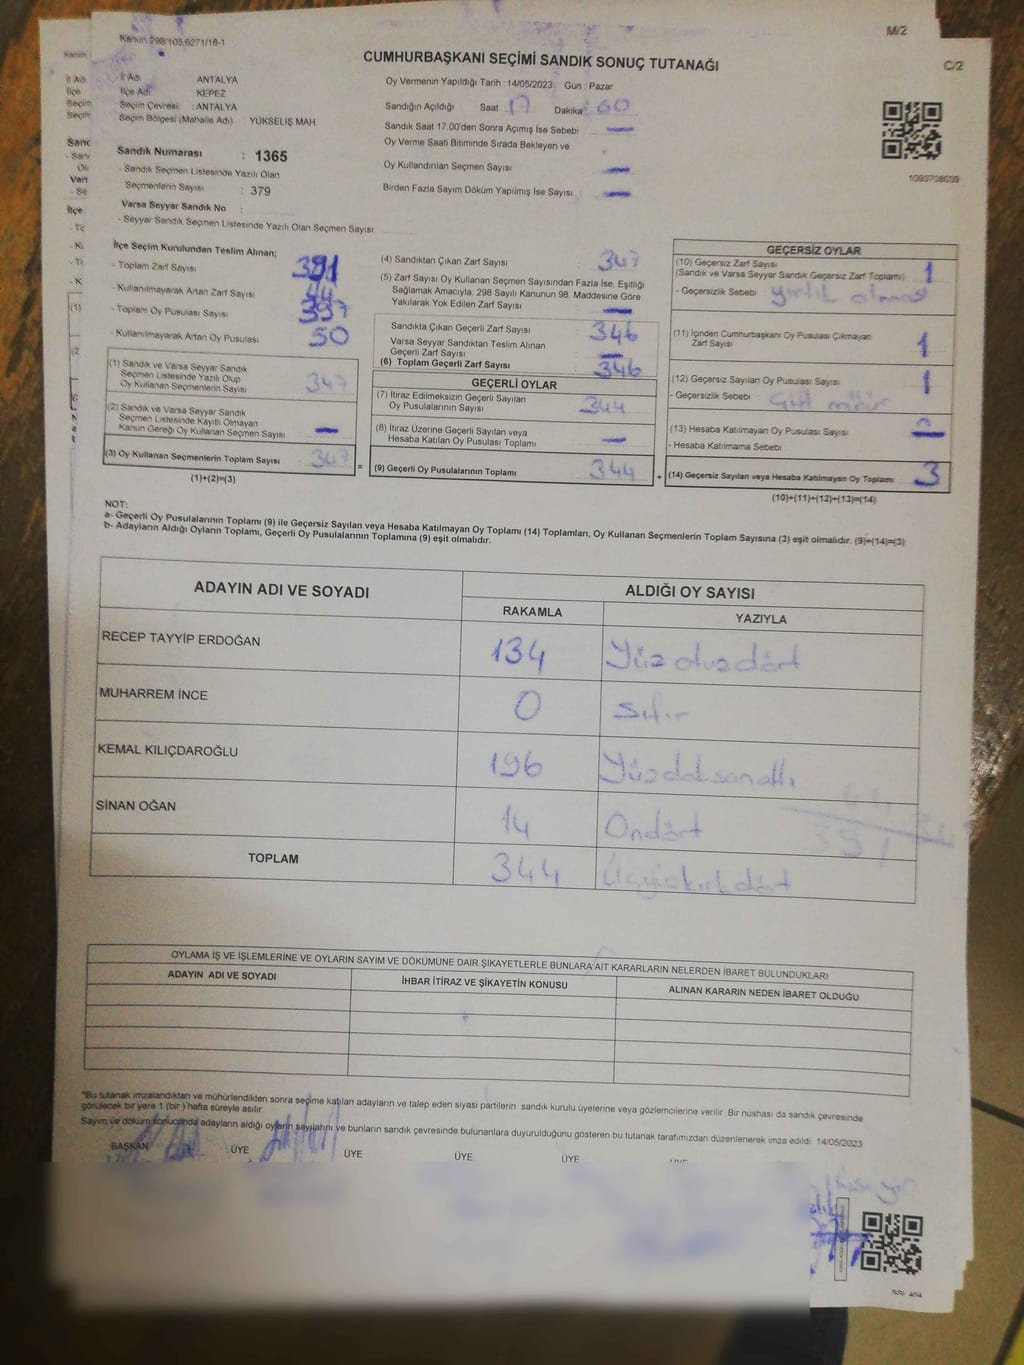 Kanun 298/105,6271/18-1
M/2
C/2
CUMHURBAŞKANI SEÇİMİ SANDIK SONUÇ TUTANAĞI
İl Adı ANTALYA
İlçe Adı KEPEZ
Seçim Çevresi : ANTALYA
Seçim Bölgesi (Mahalle Adı) YÜKSELİŞ MAH.
Oy Vermenin Yapıldığı Tarih : 14/05/2023 Gün : Pazar
Sandığın Açıldığı Saat 17 Dakika : 60
Sandık Saat 17.00'den Sonra Açımış İse Sebebi —
Oy Verme Saati Bitiminde Sırada Bekleyen ve
Oy Kullandırılan Seçmen Sayısı —
Birden Fazla Sayım Döküm Yapılmış İse Sayısı —
1093708039
Sandık Numarası : 1365
- Sandık Seçmen Listesinde Yazılı Olan
Seçmenlerin Sayısı : 379
Varsa Seyyar Sandık No :
- Seyyar Sandık Seçmen Listesinde Yazılı Olan Seçmen Sayısı:
İlçe Seçim Kurulundan Teslim Alınan;
- Toplam Zarf Sayısı 391
- Kullanılmayarak Artan Zarf Sayısı 44
- Toplam Oy Pusulası Sayısı 397
- Kullanılmayarak Artan Oy Pusulası 50
(1) Sandık ve Varsa Seyyar Sandık
Seçmen Listesinde Yazılı Olup
Oy Kullanan Seçmenlerin Sayısı 347
(2) Sandık ve Varsa Seyyar Sandık
Seçmen Listesinde Kayıtlı Olmayan
Kanun Gereği Oy Kullanan Seçmen Sayısı —
(3) Oy Kullanan Seçmenlerin Toplam Sayısı 347
(1)+(2)=(3)
(4) Sandıktan Çıkan Zarf Sayısı 347
(5) Zarf Sayısı Oy Kullanan Seçmen Sayısından Fazla İse, Eşitliği
Sağlamak Amacıyla, 298 Sayılı Kanunun 98. Maddesine Göre
Yakılarak Yok Edilen Zarf Sayısı —
Sandıkta Çıkan Geçerli Zarf Sayısı 346
Varsa Seyyar Sandıktan Teslim Alınan
Geçerli Zarf Sayısı —
(6) Toplam Geçerli Zarf Sayısı 346
GEÇERLİ OYLAR
(7) İtiraz Edilmeksizin Geçerli Sayılan
Oy Pusulalarının Sayısı 344
(8) İtiraz Üzerine Geçerli Sayılan veya
Hesaba Katılan Oy Pusulası Toplamı —
= (9) Geçerli Oy Pusulalarının Toplamı 344 +
GEÇERSİZ OYLAR
(10) Geçersiz Zarf Sayısı
(Sandık ve Varsa Seyyar Sandık Geçersiz Zarf Toplamı) 1
- Geçersizlik Sebebi yırtık olması
(11) İçinden Cumhurbaşkanı Oy Pusulası Çıkmayan
Zarf Sayısı 1
(12) Geçersiz Sayılan Oy Pusulası Sayısı 1
- Geçersizlik Sebebi Çift mühür
(13) Hesaba Katılmayan Oy Pusulası Sayısı
- Hesaba Katılmama Sebebi
(14) Geçersiz Sayılan veya Hesaba Katılmayan Oy Toplamı 3
(10)+(11)+(12)+(13)=(14)
NOT:
a- Geçerli Oy Pusulalarının Toplamı (9) ile Geçersiz Sayılan veya Hesaba Katılmayan Oy Toplamı (14) Toplamları, Oy Kullanan Seçmenlerin Toplam Sayısına (3) eşit olmalıdır. (9)+(14)=(3)
b- Adayların Aldığı Oyların Toplamı, Geçerli Oy Pusulalarının Toplamına (9) eşit olmalıdır.
ADAYIN ADI VE SOYADI
ALDIĞI OY SAYISI
RAKAMLA YAZIYLA
RECEP TAYYİP ERDOĞAN 134 Yüz otuzdört
MUHARREM İNCE 0 Sıfır
KEMAL KILIÇDAROĞLU 196 Yüzdoksanaltı
SİNAN OĞAN 14 Ondört
391
TOPLAM 344 Üçyüzkırkdört
OYLAMA İŞ VE İŞLEMLERİNE VE OYLARIN SAYIM VE DÖKÜMÜNE DAİR ŞİKAYETLERLE BUNLARA AİT KARARLARIN NELERDEN İBARET BULUNDUKLARI
ADAYIN ADI VE SOYADI İHBAR İTİRAZ VE ŞİKAYETİN KONUSU ALINAN KARARIN NEDEN İBARET OLDUĞU
*Bu tutanak imzalandıktan ve mühürlendikten sonra seçime katılan adayların ve talep eden siyasi partilerin sandık kurulu üyelerine veya gözlemcilerine verilir. Bir nüshası da sandık çevresinde
görülecek bir yere 1 (bir) hafta süreyle asılır.
Sayım ve döküm sonucunda adayların aldığı oyların sayılarını ve bunların sandık çevresinde bulunanlara duyurulduğunu gösteren bu tutanak tarafımızdan düzenlenerek imza edildi. 14/05/2023
BAŞKAN ÜYE ÜYE ÜYE ÜYE